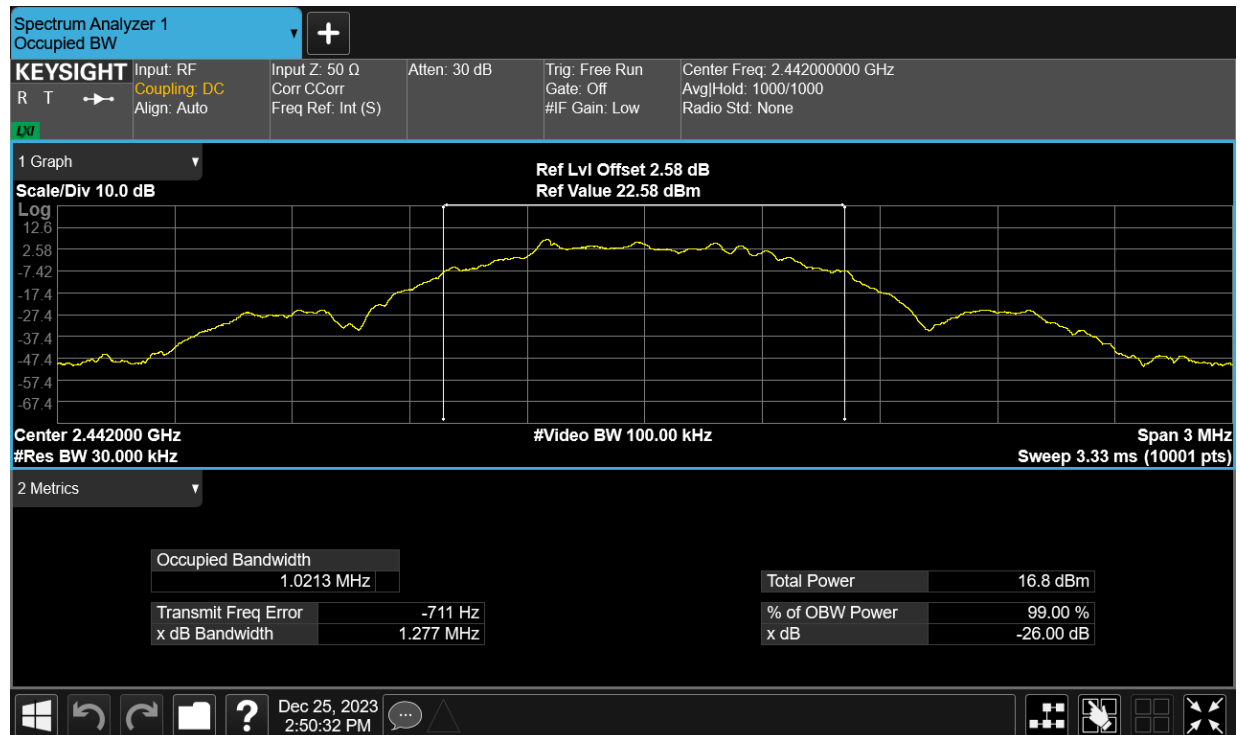 Spectrum Analyzer 1
Occupied BW
+
KEYSIGHT Input: RF Input Z: 50 Ω Atten: 30 dB Trig: Free Run Center Freq: 2.442000000 GHz
R T Coupling: DC Corr CCorr Gate: Off Avg|Hold: 1000/1000
Align: Auto Freq Ref: Int (S) #IF Gain: Low Radio Std: None
LXI
1 Graph
Ref Lvl Offset 2.58 dB
Scale/Div 10.0 dB Ref Value 22.58 dBm
Log
12.6
2.58
-7.42
-17.4
-27.4
-37.4
-47.4
-57.4
-67.4
Center 2.442000 GHz #Video BW 100.00 kHz Span 3 MHz
#Res BW 30.000 kHz Sweep 3.33 ms (10001 pts)
2 Metrics
Occupied Bandwidth
1.0213 MHz Total Power 16.8 dBm
Transmit Freq Error -711 Hz % of OBW Power 99.00 %
x dB Bandwidth 1.277 MHz x dB -26.00 dB
? Dec 25, 2023
2:50:32 PM